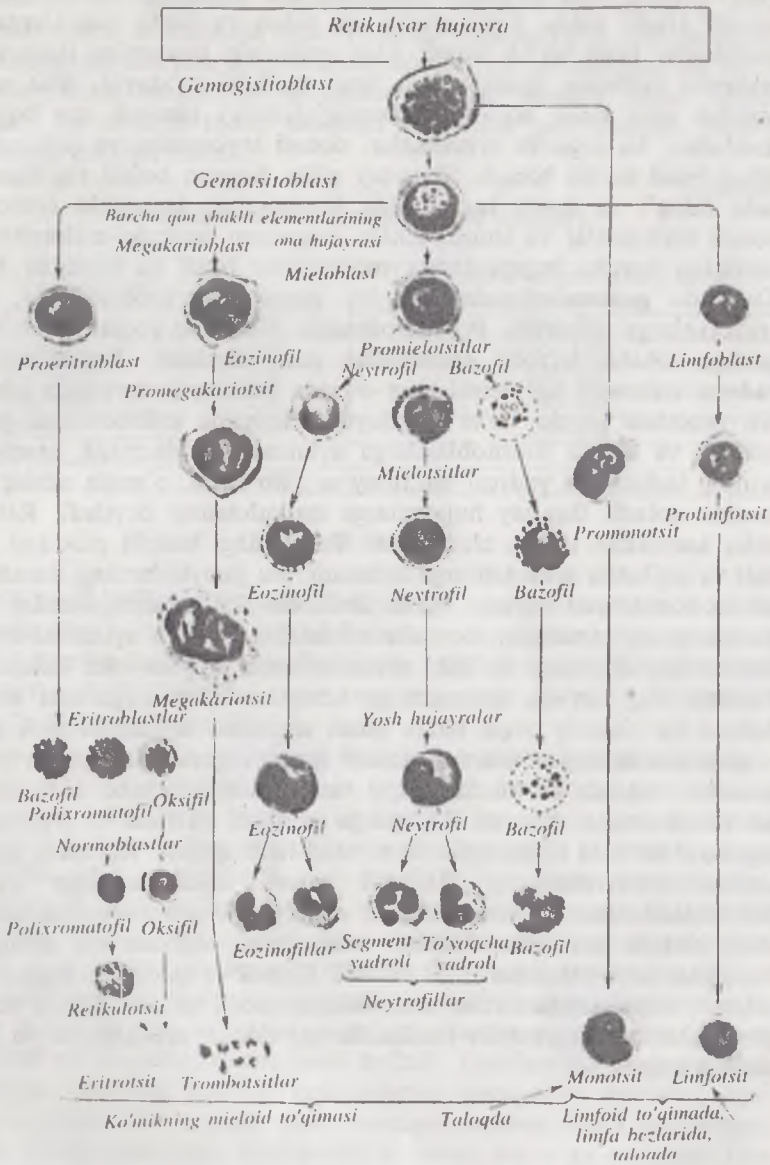 Retikulyar hujayra
Gemogistioblast
Gemotsitoblast
Barcha qon shaklli elementlarining
ona hujayrasi
Megakarioblast
Mieloblast
Proeritroblast
Eozinofil
Promielotsitlar
Neytrofil
Bazofil
Limfoblast
Promegakariotsit
Mielotsitlar
Promonotsit
Prolimfotsit
Eozinofil
Neytrofil
Bazofil
Megakariotsit
Eritroblastlar
Yosh hujayralar
Bazofil
Polixromatofil
Oksifil
Eozinofil
Neytrofil
Bazofil
Normoblastlar
Polixromatofil
Oksifil
Eozinofillar
Segment-
yadroli
To'yoqcha
yadroli
Bazofil
Neytrofillar
Retikulotsit
Eritrotsit
Trombotsitlar
Monotsit
Limfotsit
Ko'mikning mieloid to'qimasi
Taloqda
Limfoid to'qimada,
limfa bezlarida,
taloqda